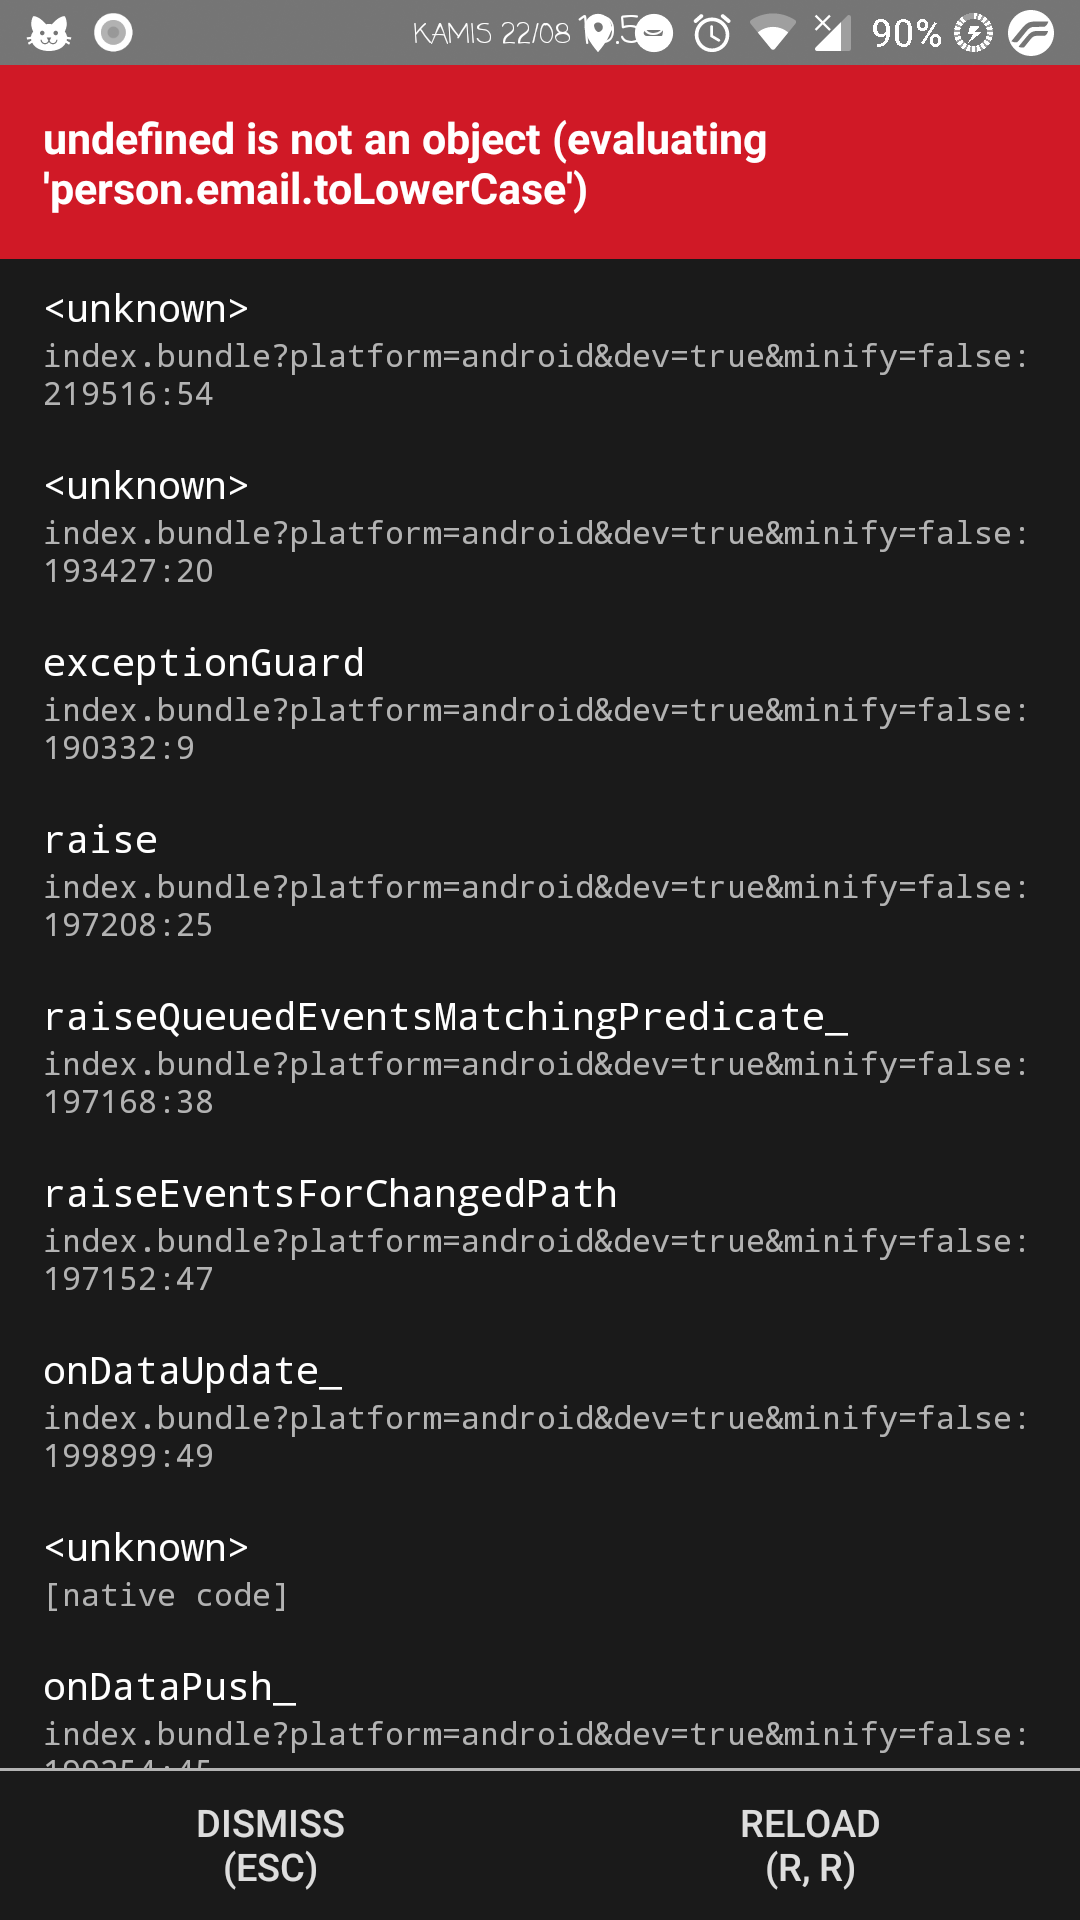 KAMIS 22/08
90%
undefined is not an object (evaluating
'person.email.toLowerCase')
<unknown>
index.bundle?platform=android&dev=true&minify=false:
219516:54
<unknown>
index.bundle?platform=android&dev=true&minify=false:
193427:20
exceptionGuard
index.bundle?platform=android&dev=true&minify=false:
190332:9
raise
index.bundle?platform=android&dev=true&minify=false:
197208:25
raiseQueuedEventsMatchingPredicate_
index.bundle?platform=android&dev=true&minify=false:
197168:38
raiseEventsForChangedPath
index.bundle?platform=android&dev=true&minify=false:
197152:47
onDataUpdate_
index.bundle?platform=android&dev=true&minify=false:
199899:49
<unknown>
[native code]
onDataPush_
index.bundle?platform=android&dev=true&minify=false:
DISMISS
(ESC)
RELOAD
(R, R)